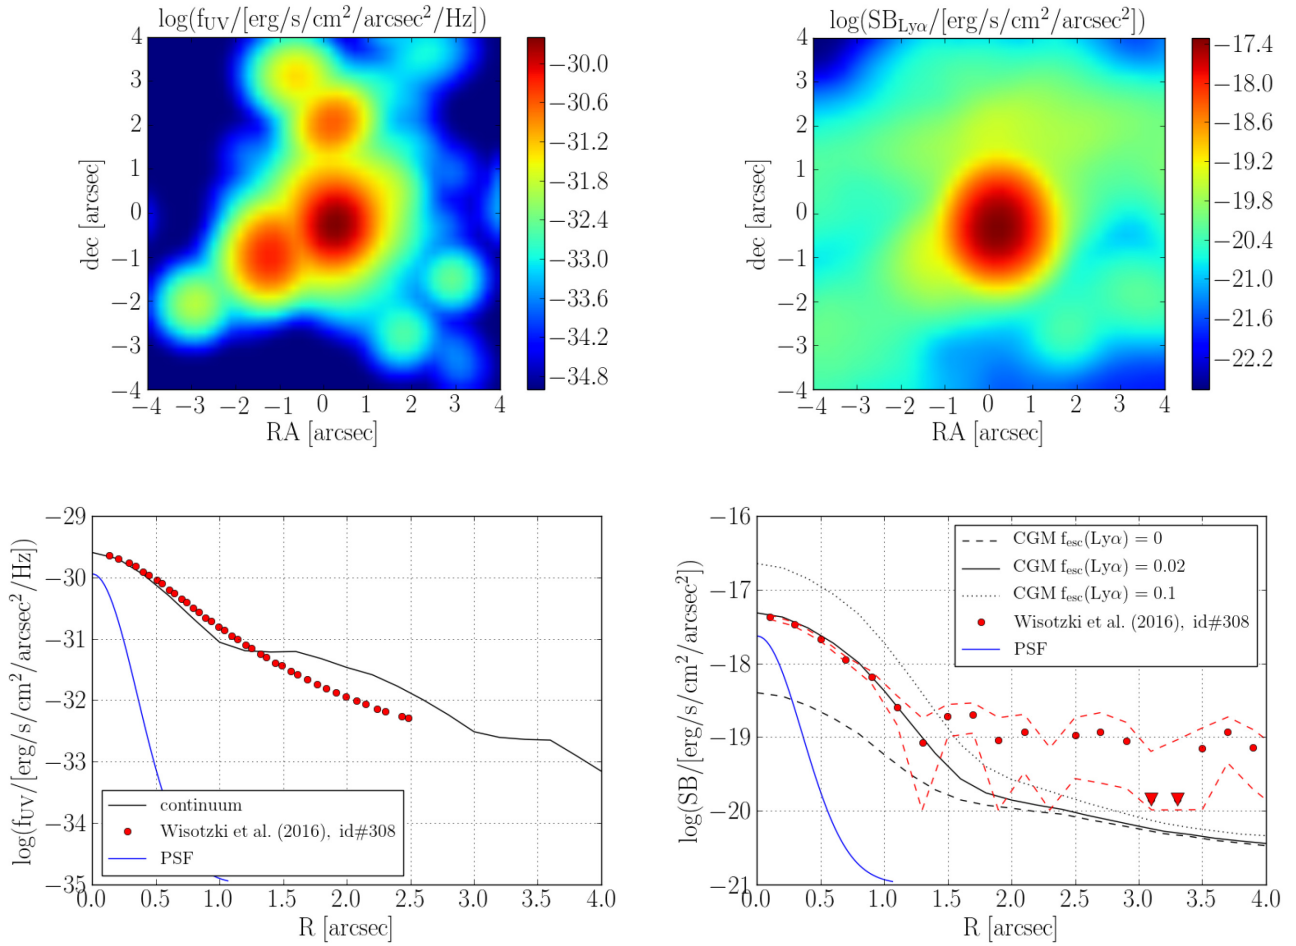 log(f_UV/[erg/s/cm²/arcsec²/Hz])
4
3
2
1
0
−1
−2
−3
−4
dec [arcsec]
−4 −3 −2 −1 0 1 2 3 4
RA [arcsec]
−30.0
−30.6
−31.2
−31.8
−32.4
−33.0
−33.6
−34.2
−34.8
log(SB_Lyα/[erg/s/cm²/arcsec²])
4
3
2
1
0
−1
−2
−3
−4
dec [arcsec]
−4 −3 −2 −1 0 1 2 3 4
RA [arcsec]
−17.4
−18.0
−18.6
−19.2
−19.8
−20.4
−21.0
−21.6
−22.2
log(f_UV/[erg/s/cm²/arcsec²/Hz])
−29
−30
−31
−32
−33
−34
−35
continuum
Wisotzki et al. (2016), id#308
PSF
0.0 0.5 1.0 1.5 2.0 2.5 3.0 3.5 4.0
R [arcsec]
log(SB/[erg/s/cm²/arcsec²])
−16
−17
−18
−19
−20
−21
CGM f_esc(Lyα) = 0
CGM f_esc(Lyα) = 0.02
CGM f_esc(Lyα) = 0.1
Wisotzki et al. (2016), id#308
PSF
0.0 0.5 1.0 1.5 2.0 2.5 3.0 3.5 4.0
R [arcsec]